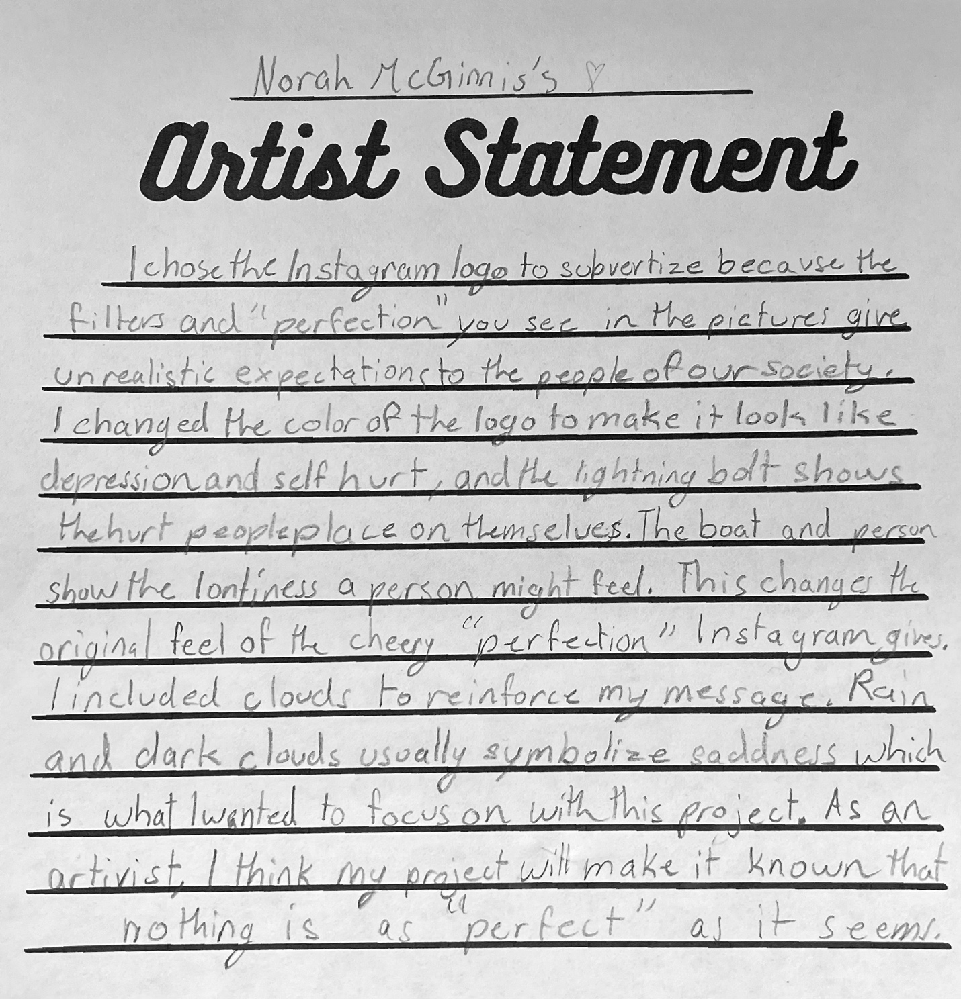 Norah McGinnis's ♡
Artist Statement
I chose the Instagram logo to subvertize because the
filters and "perfection" you see in the pictures give
unrealistic expectations to the people of our society.
I changed the color of the logo to make it look like
depression and self hurt, and the lightning bolt shows
the hurt people place on themselves. The boat and person
show the lonliness a person might feel. This changes the
original feel of the cheery "perfection" Instagram gives.
I included clouds to reinforce my message. Rain
and dark clouds usually symbolize saddness which
is what I wanted to focus on with this project. As an
artivist, I think my project will make it known that
nothing is as "perfect" as it seems.